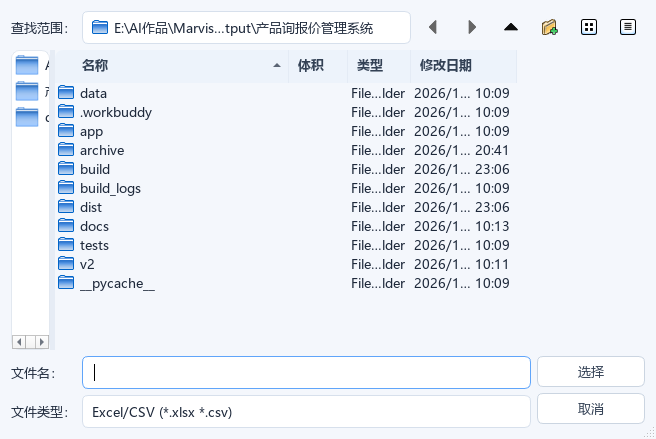 查找范围： E:\AI作品\Marvis...tput\产品询报价管理系统
名称 体积 类型 修改日期
data File...lder 2026/1... 10:09
.workbuddy File...lder 2026/1... 10:09
app File...lder 2026/1... 10:09
archive File...lder 2026/1... 20:41
build File...lder 2026/1... 23:06
build_logs File...lder 2026/1... 10:09
dist File...lder 2026/1... 23:06
docs File...lder 2026/1... 10:13
tests File...lder 2026/1... 10:09
v2 File...lder 2026/1... 10:11
__pycache__ File...lder 2026/1... 10:09
文件名： 选择
文件类型： Excel/CSV (*.xlsx *.csv) 取消